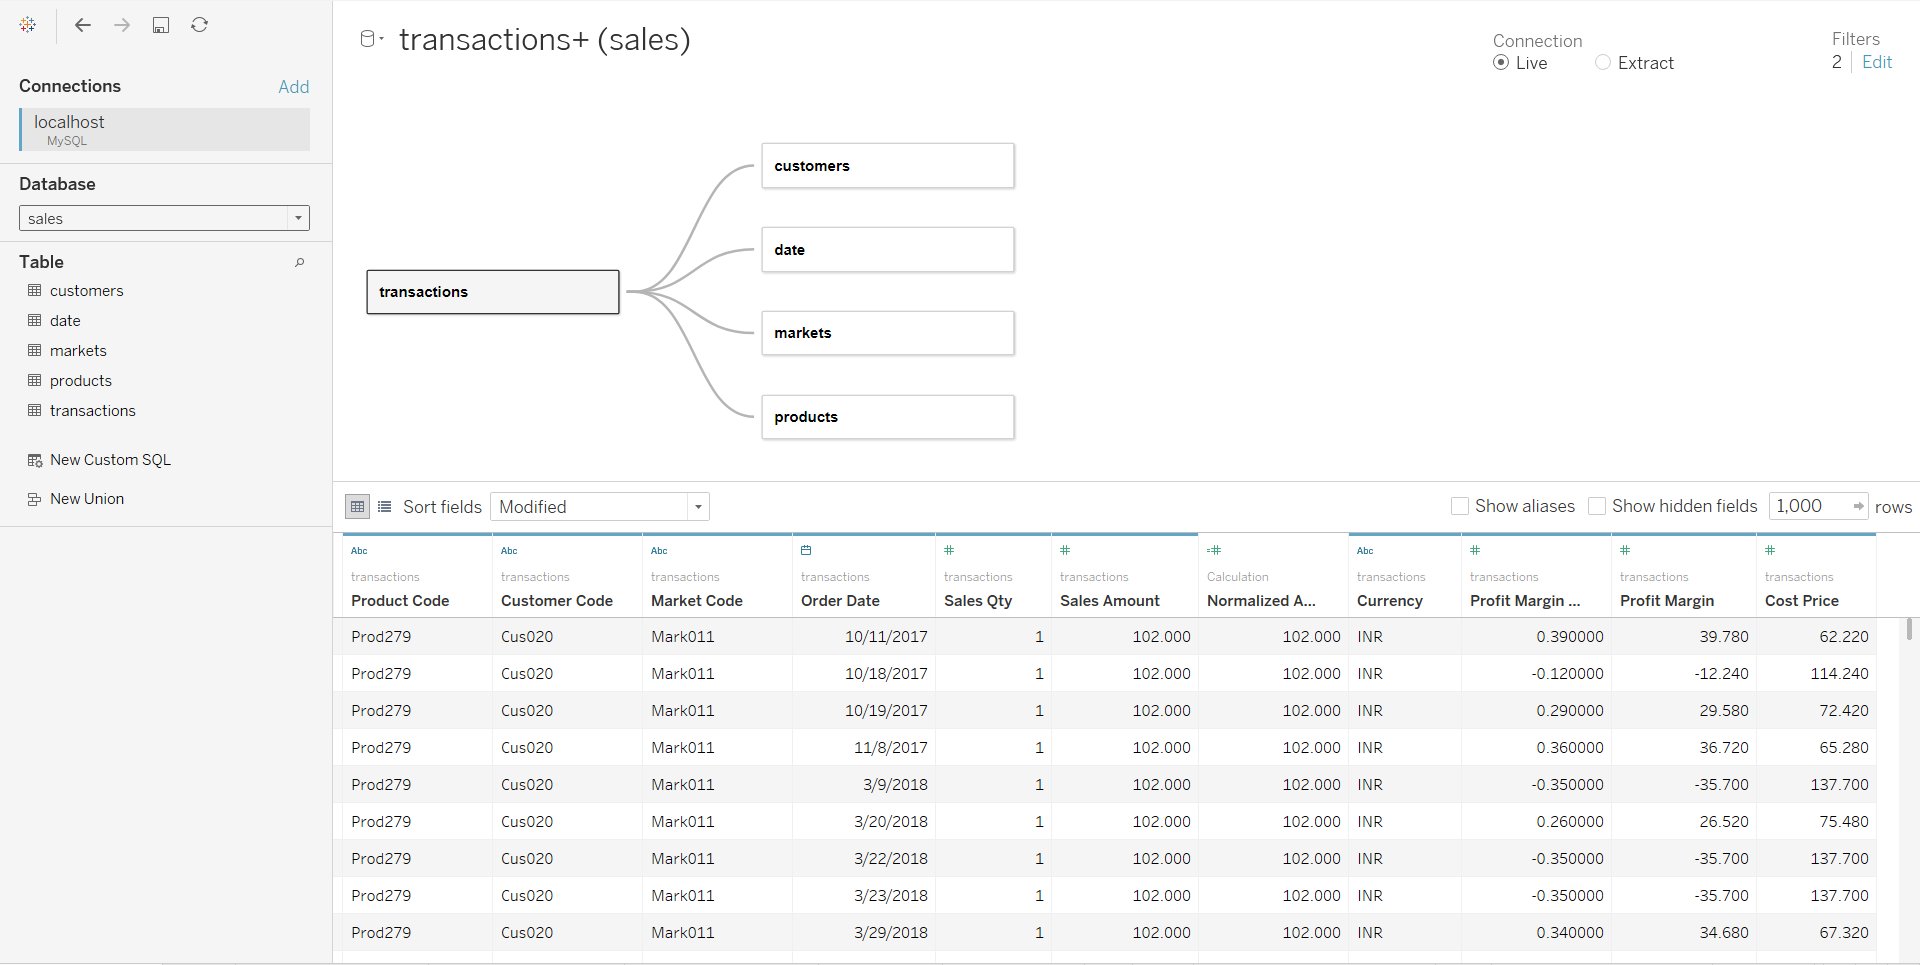 transactions+ (sales)
Connection
Live
Extract
Filters
2
Edit
Connections
Add
localhost
MySQL
Database
sales
Table
customers
date
markets
products
transactions
New Custom SQL
New Union
transactions
customers
date
markets
products
Sort fields Modified
Show aliases
Show hidden fields
1,000 rows
Abc Abc Abc # # =# Abc # # #
transactions transactions transactions transactions transactions transactions Calculation transactions transactions transactions transactions
Product Code Customer Code Market Code Order Date Sales Qty Sales Amount Normalized A... Currency Profit Margin ... Profit Margin Cost Price
Prod279 Cus020 Mark011 10/11/2017 1 102.000 102.000 INR 0.390000 39.780 62.220
Prod279 Cus020 Mark011 10/18/2017 1 102.000 102.000 INR -0.120000 -12.240 114.240
Prod279 Cus020 Mark011 10/19/2017 1 102.000 102.000 INR 0.290000 29.580 72.420
Prod279 Cus020 Mark011 11/8/2017 1 102.000 102.000 INR 0.360000 36.720 65.280
Prod279 Cus020 Mark011 3/9/2018 1 102.000 102.000 INR -0.350000 -35.700 137.700
Prod279 Cus020 Mark011 3/20/2018 1 102.000 102.000 INR 0.260000 26.520 75.480
Prod279 Cus020 Mark011 3/22/2018 1 102.000 102.000 INR -0.350000 -35.700 137.700
Prod279 Cus020 Mark011 3/23/2018 1 102.000 102.000 INR -0.350000 -35.700 137.700
Prod279 Cus020 Mark011 3/29/2018 1 102.000 102.000 INR 0.340000 34.680 67.320